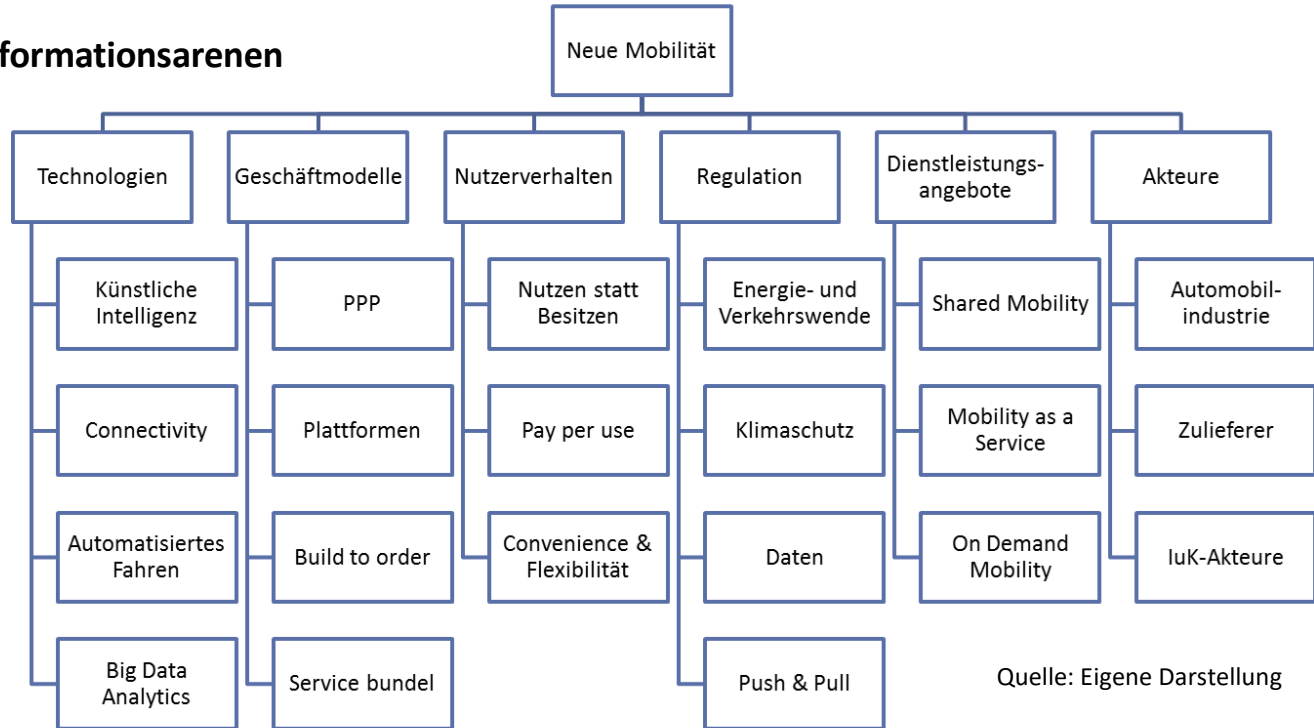 formationsarenen
Neue Mobilität
Technologien
Geschäftmodelle
Nutzerverhalten
Regulation
Dienstleistungs-
angebote
Akteure
Künstliche
Intelligenz
PPP
Nutzen statt
Besitzen
Energie- und
Verkehrswende
Shared Mobility
Automobil-
industrie
Connectivity
Plattformen
Pay per use
Klimaschutz
Mobility as a
Service
Zulieferer
Automatisiertes
Fahren
Build to order
Convenience &
Flexibilität
Daten
On Demand
Mobility
IuK-Akteure
Big Data
Analytics
Service bundel
Push & Pull
Quelle: Eigene Darstellung